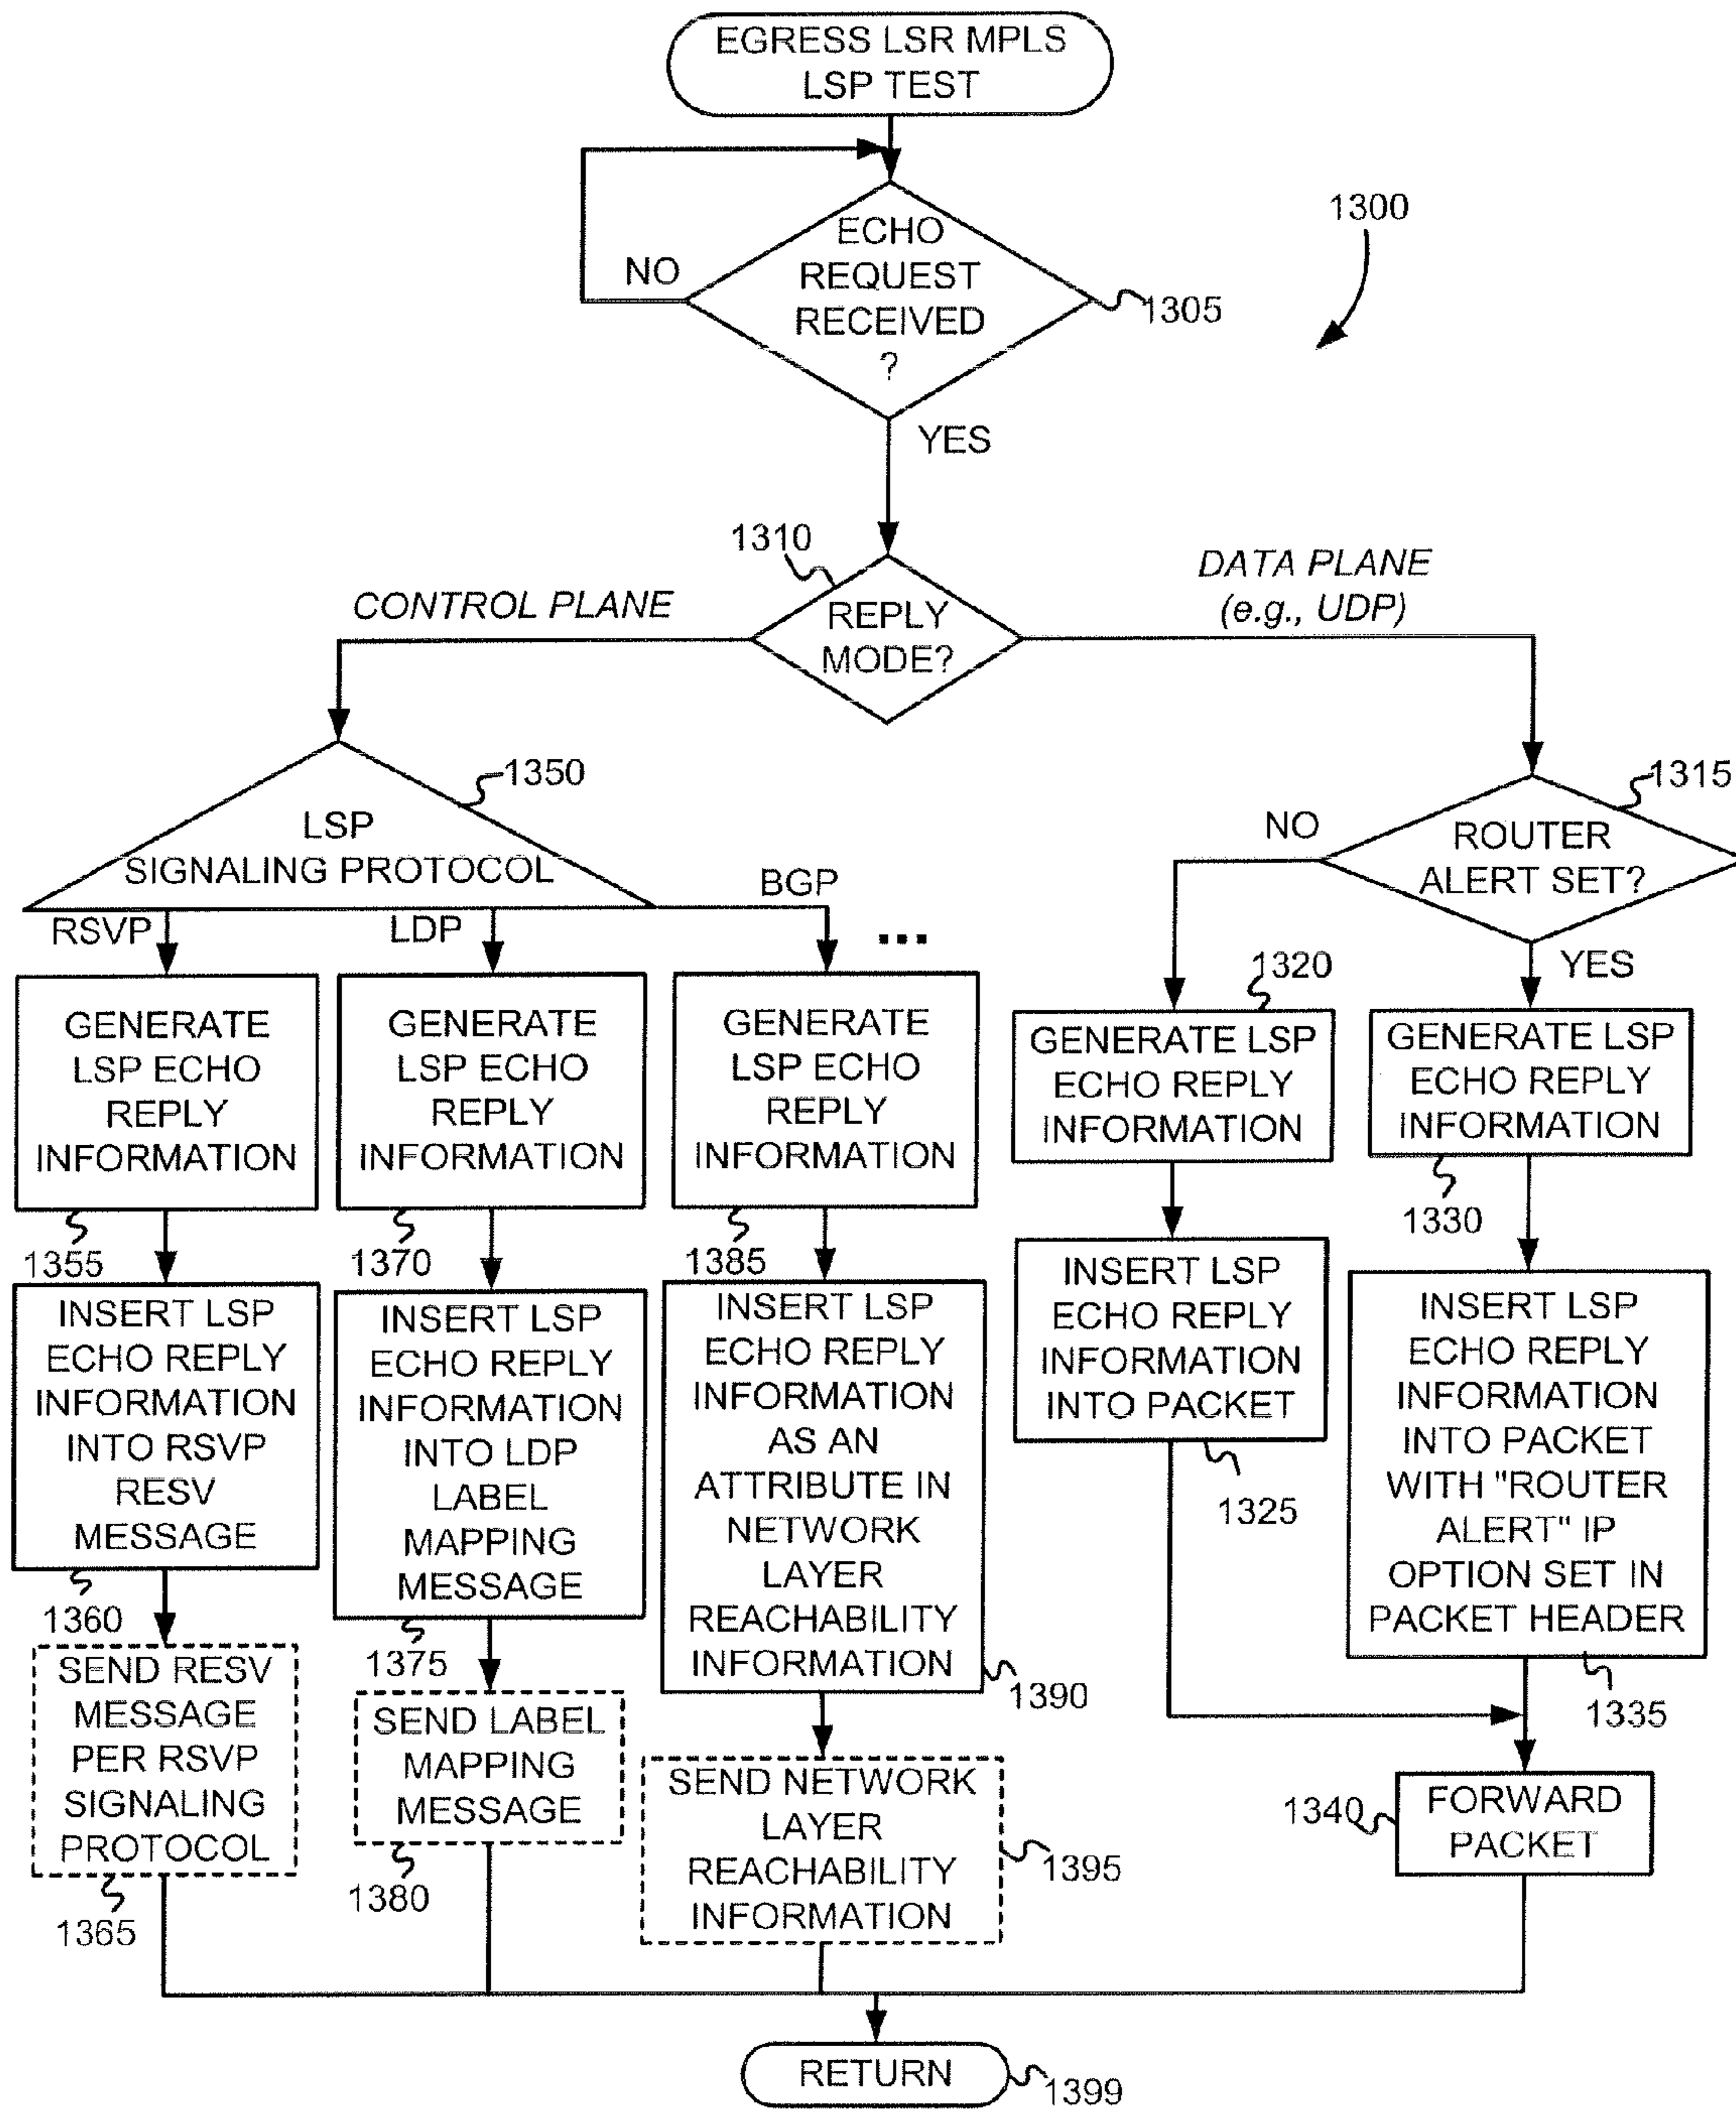 EGRESS LSR MPLS
LSP TEST
ECHO
REQUEST
RECEIVED
?
NO
YES
1305
1300
1310
REPLY
MODE?
CONTROL PLANE
DATA PLANE
(e.g., UDP)
1350
LSP
SIGNALING PROTOCOL
RSVP
LDP
BGP
...
1315
ROUTER
ALERT SET?
NO
YES
GENERATE
LSP ECHO
REPLY
INFORMATION
1355
GENERATE
LSP ECHO
REPLY
INFORMATION
1370
GENERATE
LSP ECHO
REPLY
INFORMATION
1385
1320
GENERATE LSP
ECHO REPLY
INFORMATION
GENERATE LSP
ECHO REPLY
INFORMATION
1330
INSERT LSP
ECHO REPLY
INFORMATION
INTO RSVP
RESV
MESSAGE
1360
INSERT LSP
ECHO REPLY
INFORMATION
INTO LDP
LABEL
MAPPING
MESSAGE
1375
INSERT LSP
ECHO REPLY
INFORMATION
AS AN
ATTRIBUTE IN
NETWORK
LAYER
REACHABILITY
INFORMATION
1390
INSERT LSP
ECHO REPLY
INFORMATION
INTO PACKET
1325
INSERT LSP
ECHO REPLY
INFORMATION
INTO PACKET
WITH "ROUTER
ALERT" IP
OPTION SET IN
PACKET HEADER
1335
SEND RESV
MESSAGE
PER RSVP
SIGNALING
PROTOCOL
1365
SEND LABEL
MAPPING
MESSAGE
1380
SEND NETWORK
LAYER
REACHABILITY
INFORMATION
1395
1340
FORWARD
PACKET
RETURN
1399